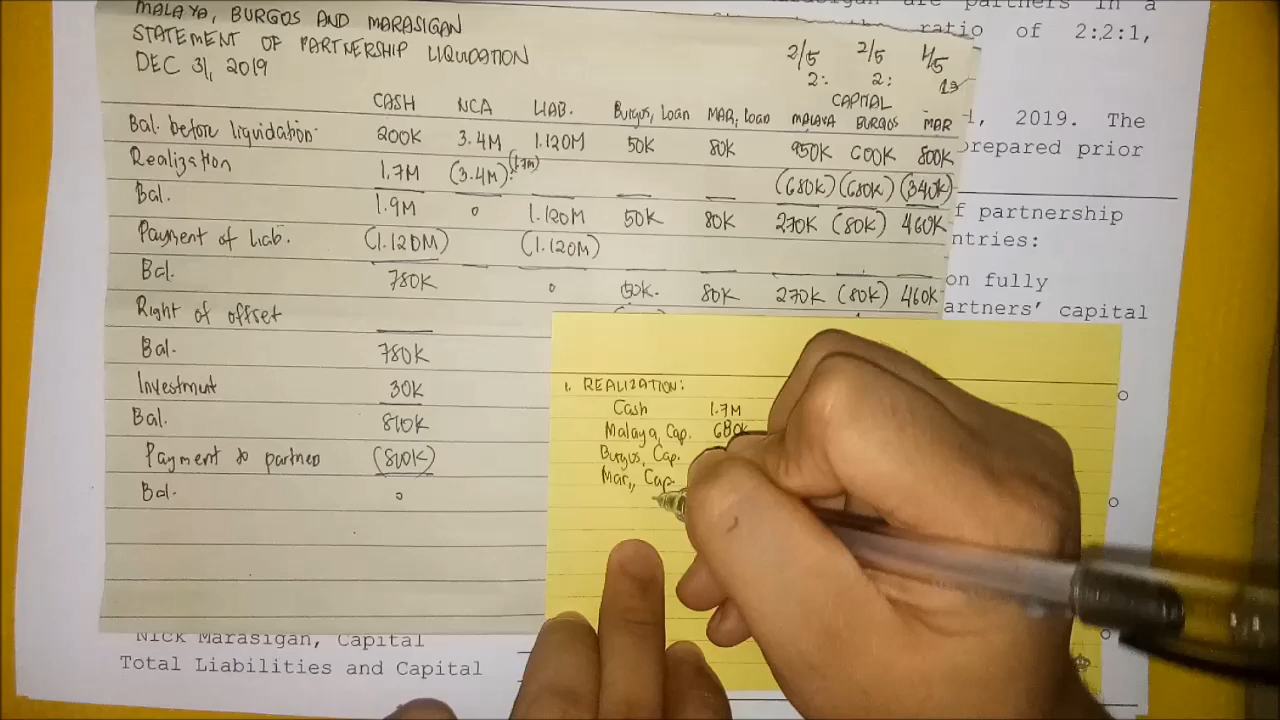 MALAYA, BURGOS AND MARASIGAN
STATEMENT OF PARTNERSHIP LIQUIDATION
DEC 31, 2019
2/5 2/5 1/5
2: 2: 1
CAPITAL
CASH NCA LIAB. Burgos, Loan MAR, Loan MALAYA BURGOS MAR
Bal. before liquidation 200K 3.4M 1.120M 50K 80K 950K 600K 800K
Realization 1.7M (3.4M) (1.7M) (680K) (680K) (340K)
Bal. 1.9M 0 1.120M 50K 80K 270K (80K) 460K
Payment of Liab. (1.120M) (1.120M)
Bal. 780K 0 50K. 80K 270K (80K) 460K
Right of offset
Bal. 780K
Investment 30K
Bal. 810K
Payment to partners (810K)
Bal. 0
1. REALIZATION:
Cash 1.7M
Malaya, Cap. 680K
Burgos, Cap.
Mar., Cap.
are partners in a
ratio of 2:2:1,
1, 2019. The
prepared prior
f partnership
ntries:
on fully
artners' capital
Nick Marasigan, Capital
Total Liabilities and Capital